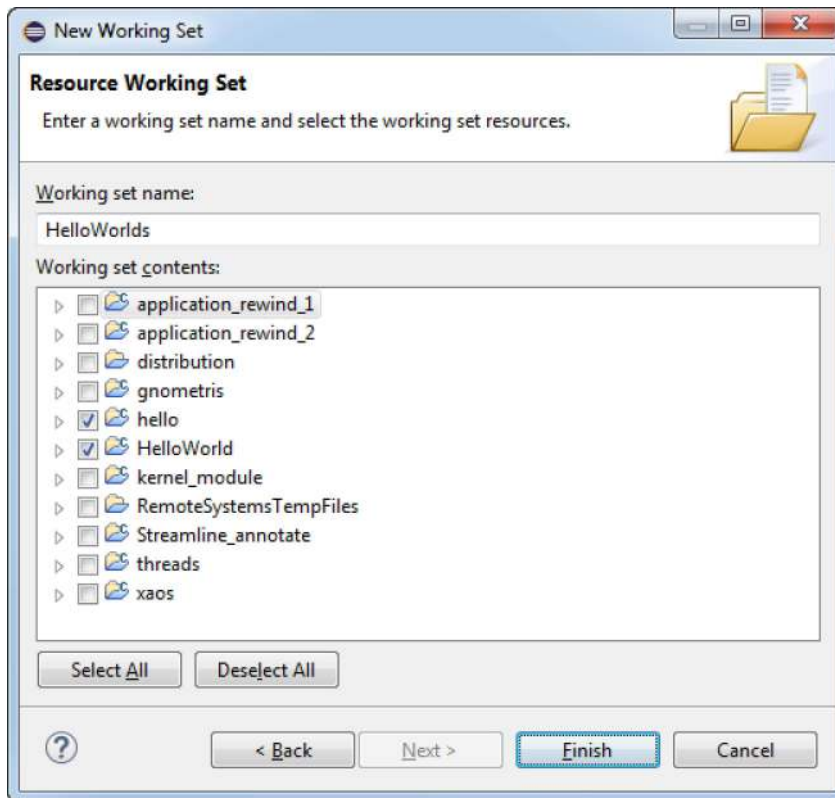 New Working Set
Resource Working Set
Enter a working set name and select the working set resources.
Working set name:
HelloWorlds
Working set contents:
application_rewind_1
application_rewind_2
distribution
gnometris
hello
HelloWorld
kernel_module
RemoteSystemsTempFiles
Streamline_annotate
threads
xaos
Select All Deselect All
? < Back Next > Finish Cancel